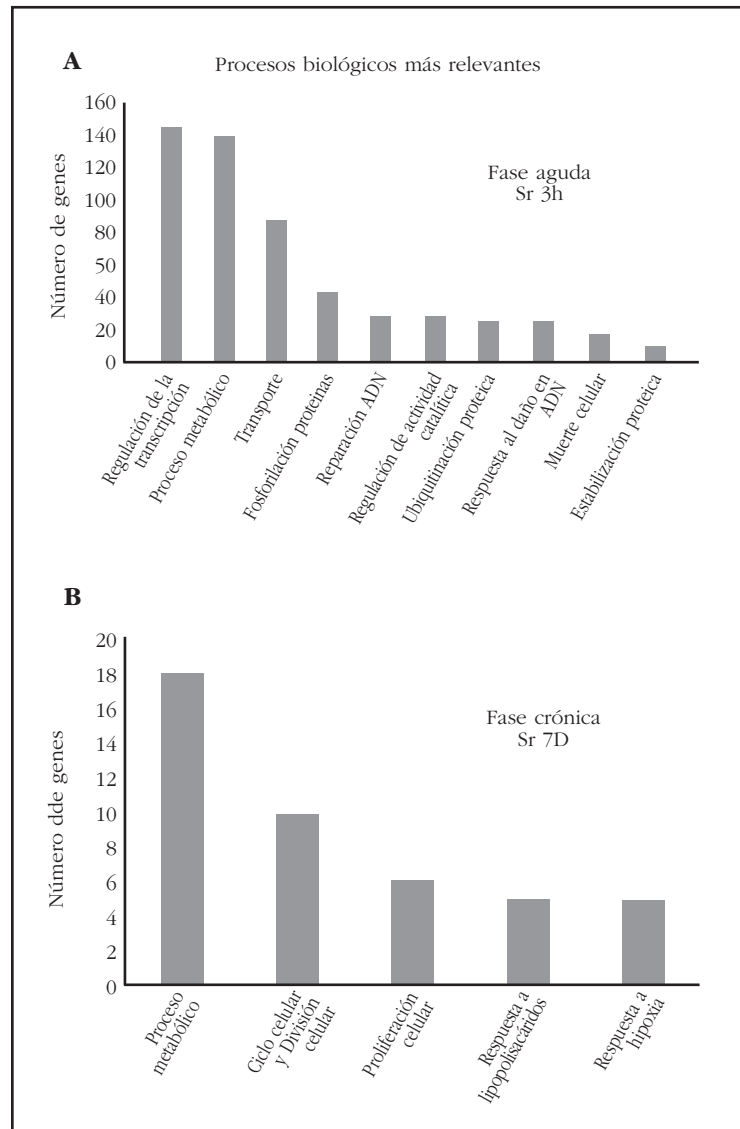 A
Procesos biológicos más relevantes
Número de genes
160
140
120
100
80
50
40
20
0
Fase aguda
Sr 3h
Regulación de la
transcripción
Proceso metabólico
Transporte
Fosforilación proteinas
Reparación ADN
Regulación de actividad
catalítica
Ubiquitinación proteica
Respuesta al daño en
ADN
Muerte celular
Estabilización proteica
B
Número dde genes
20
18
16
14
12
10
8
6
4
2
0
Fase crónica
Sr 7D
Proceso
metabólico
Ciclo celular
y División
celular
Proliferación
celular
Respuesta a
lipopolisacáridos
Respuesta a
hipoxia